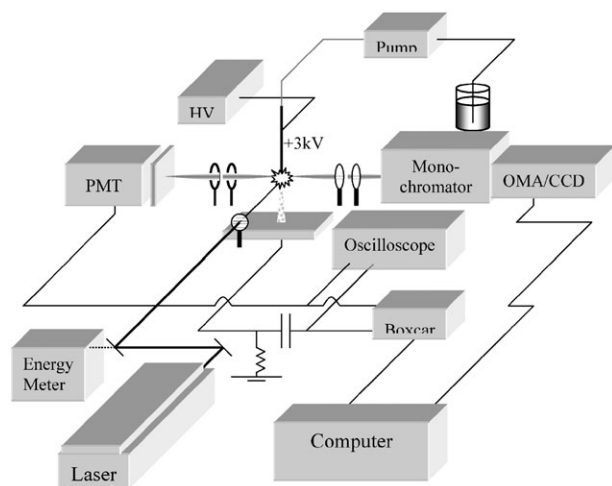 Pump
HV
+3kV
PMT
Mono-
chromator
OMA/CCD
Oscilloscope
Boxcar
Energy
Meter
Computer
Laser